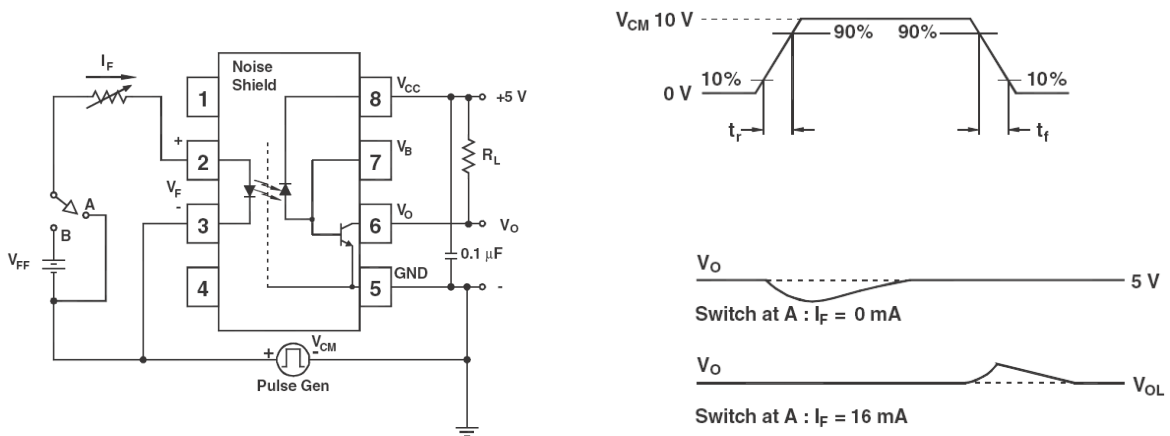 I_F
Noise
Shield
1
2
3
4
8
7
6
5
V_CC
V_B
V_O
GND
+5 V
R_L
V_O
0.1 μF
-
+
V_F
-
A
B
V_FF
+
V_CM
-
Pulse Gen
V_CM 10 V
90%
90%
10%
10%
0 V
t_r
t_f
V_O
5 V
Switch at A : I_F = 0 mA
V_O
V_OL
Switch at A : I_F = 16 mA